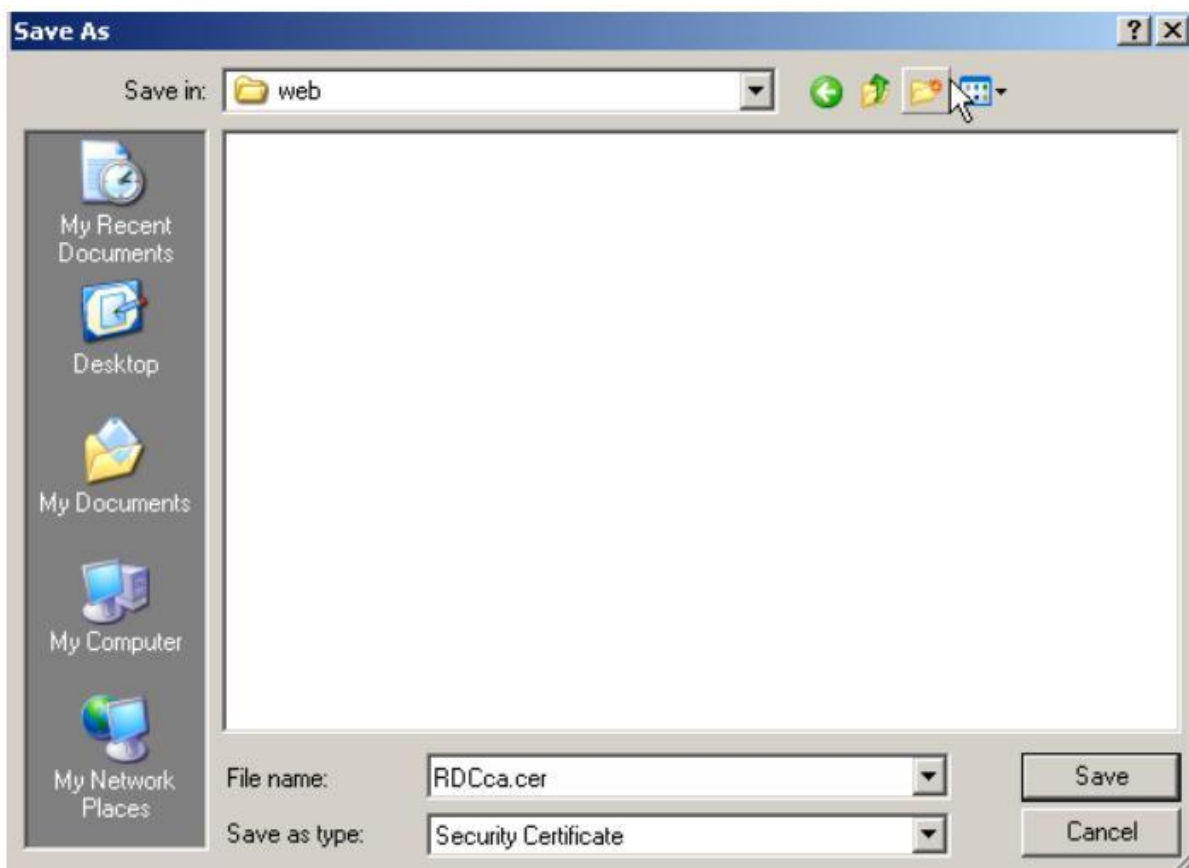 Save As
Save in:
web
My Recent
Documents
Desktop
My Documents
My Computer
My Network
Places
File name:
RDCca.cer
Save
Save as type:
Security Certificate
Cancel